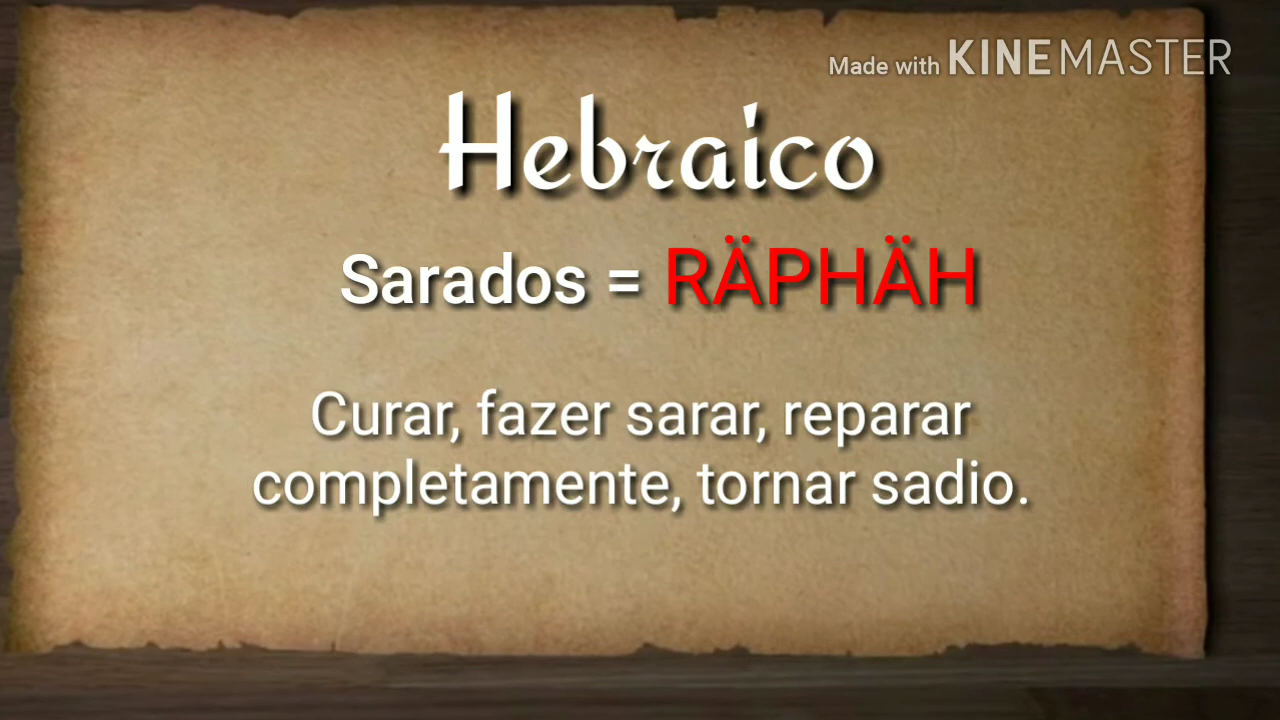 Made with KINEMASTER
Hebraico
Sarados = RÄPHÄH
Curar, fazer sarar, reparar
completamente, tornar sadio.